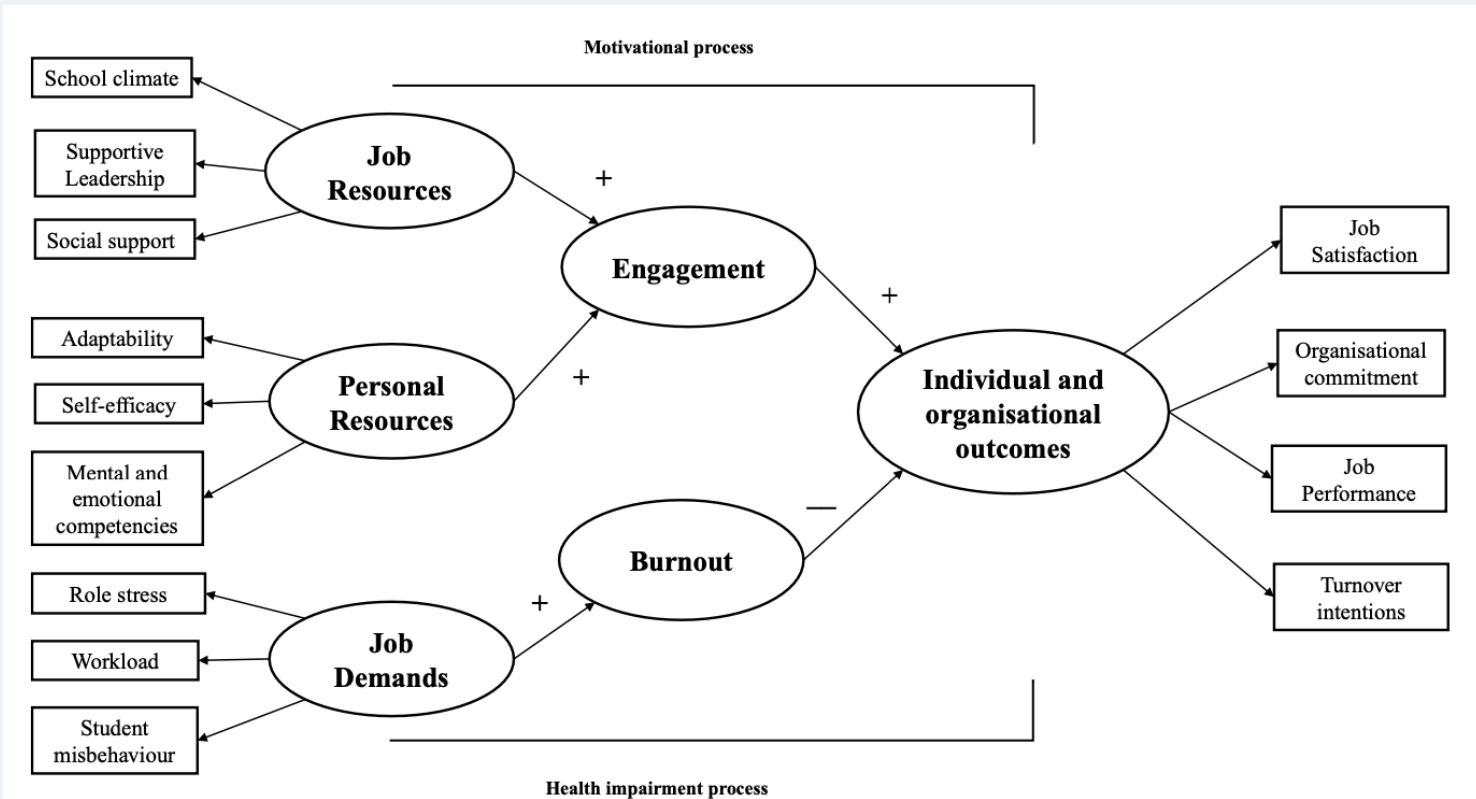 Motivational process
School climate
Supportive
Leadership
Social support
Job
Resources
+
Adaptability
Self-efficacy
Mental and
emotional
competencies
Personal
Resources
+
Engagement
+
Role stress
Workload
Student
misbehaviour
Job
Demands
+
Burnout
—
Individual and
organisational
outcomes
Job
Satisfaction
Organisational
commitment
Job
Performance
Turnover
intentions
Health impairment process